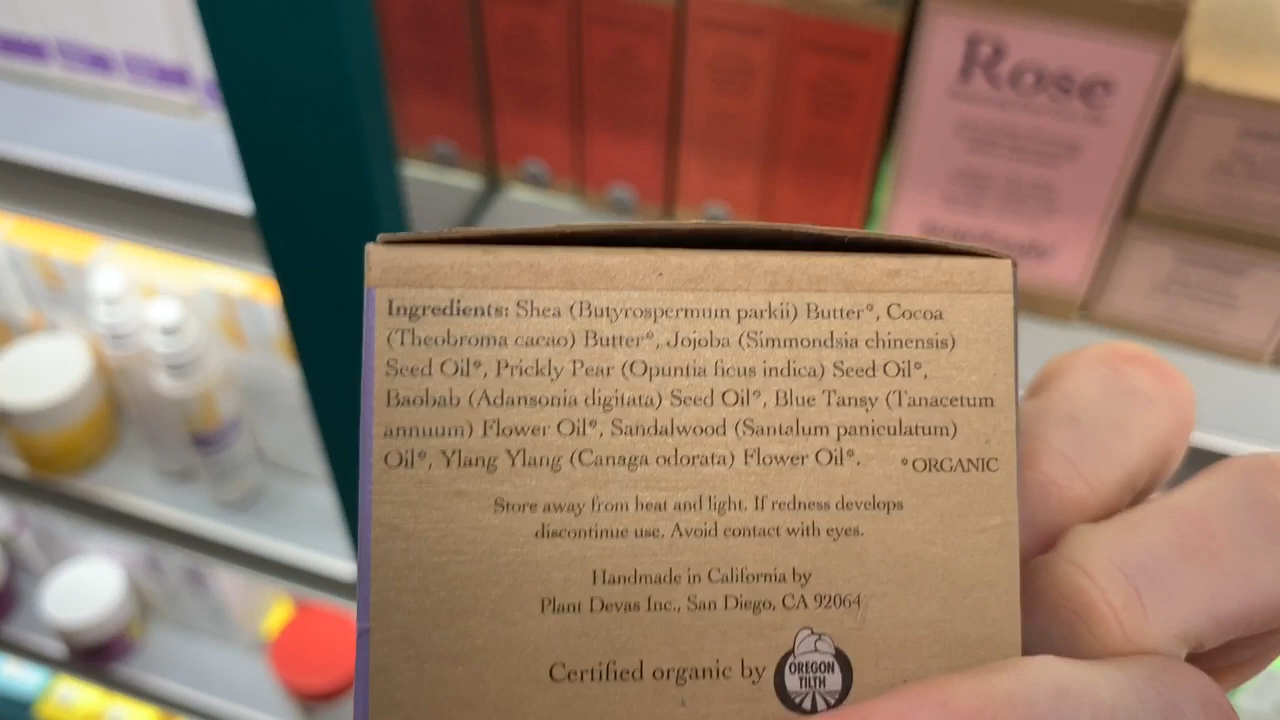 Rose
Ingredients: Shea (Butyrospermum parkii) Butter*, Cocoa
(Theobroma cacao) Butter*, Jojoba (Simmondsia chinensis)
Seed Oil*, Prickly Pear (Opuntia ficus indica) Seed Oil*,
Baobab (Adansonia digitata) Seed Oil*, Blue Tansy (Tanacetum
annuum) Flower Oil*, Sandalwood (Santalum paniculatum)
Oil*, Ylang Ylang (Canaga odorata) Flower Oil*. *ORGANIC
Store away from heat and light. If redness develops
discontinue use. Avoid contact with eyes.
Handmade in California by
Plant Devas Inc., San Diego, CA 92064
Certified organic by
OREGON
TILTH